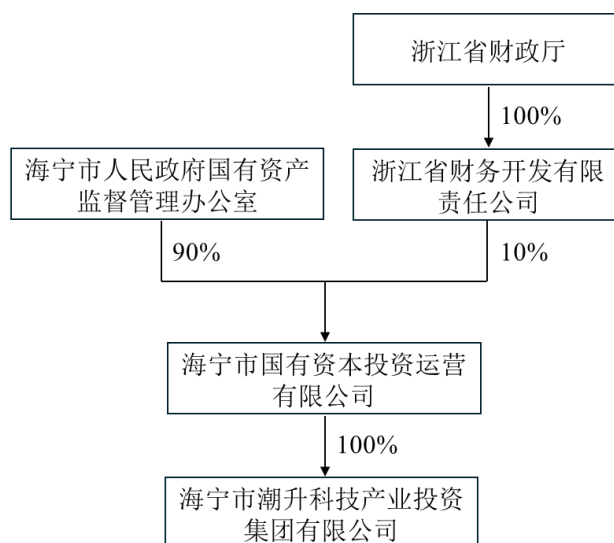 浙江省财政厅
100%
海宁市人民政府国有资产
监督管理办公室
浙江省财务开发有限
责任公司
90%
10%
海宁市国有资本投资运营
有限公司
100%
海宁市潮升科技产业投资
集团有限公司